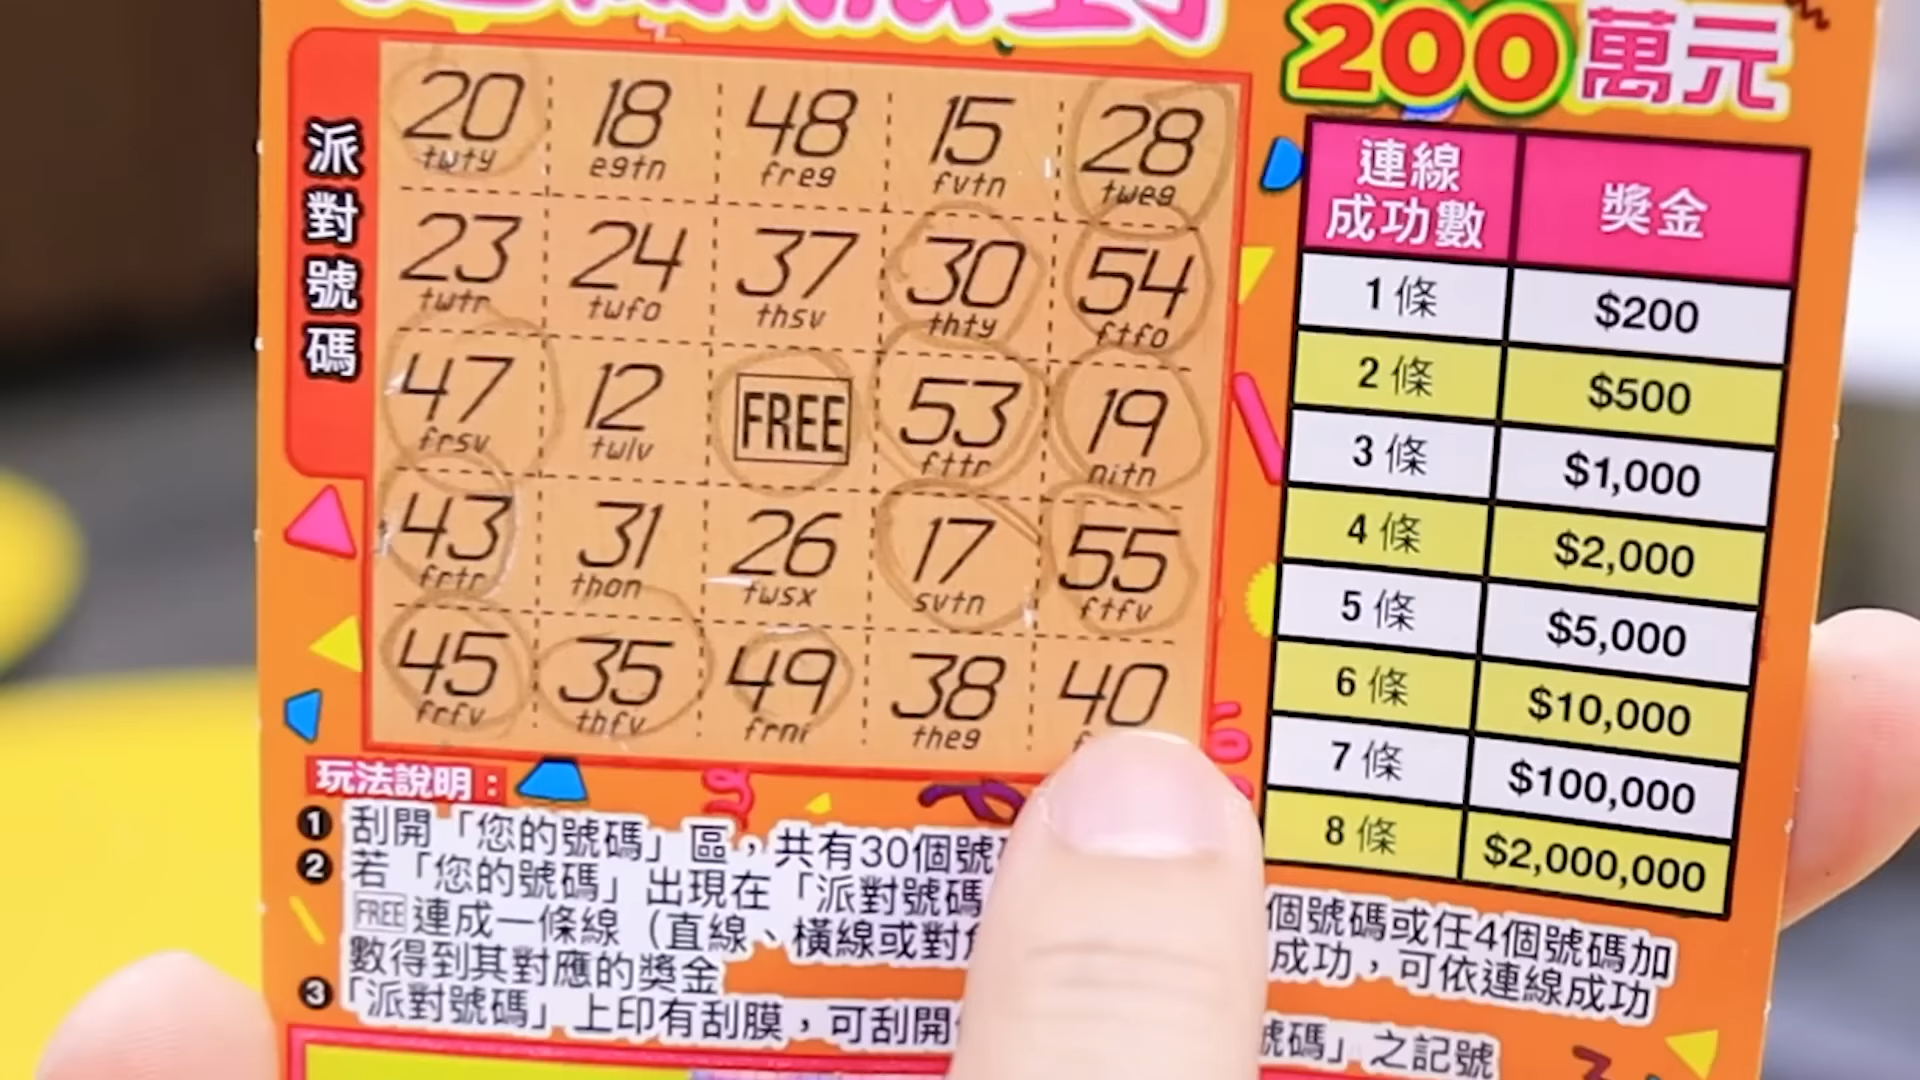 200萬元
派對號碼
20 18 48 15 28
twty egtn freg fvtn tweg
23 24 37 30 54
twtr twfo thsv thty ftfo
47 12 FREE 53 19
frsv twlv fttr nitn
43 31 26 17 55
frtr thon twsx svtn ftfv
45 35 49 38 40
frfv thfv frni theg
連線成功數 獎金
1條 $200
2條 $500
3條 $1,000
4條 $2,000
5條 $5,000
6條 $10,000
7條 $100,000
8條 $2,000,000
玩法說明：
❶刮開「您的號碼」區，共有30個號
❷若「您的號碼」出現在「派對號碼 個號碼或任4個號碼加
FREE連成一條線（直線、橫線或對 成功，可依連線成功
數得到其對應的獎金
❸「派對號碼」上印有刮膜，可刮開 號碼」之記號